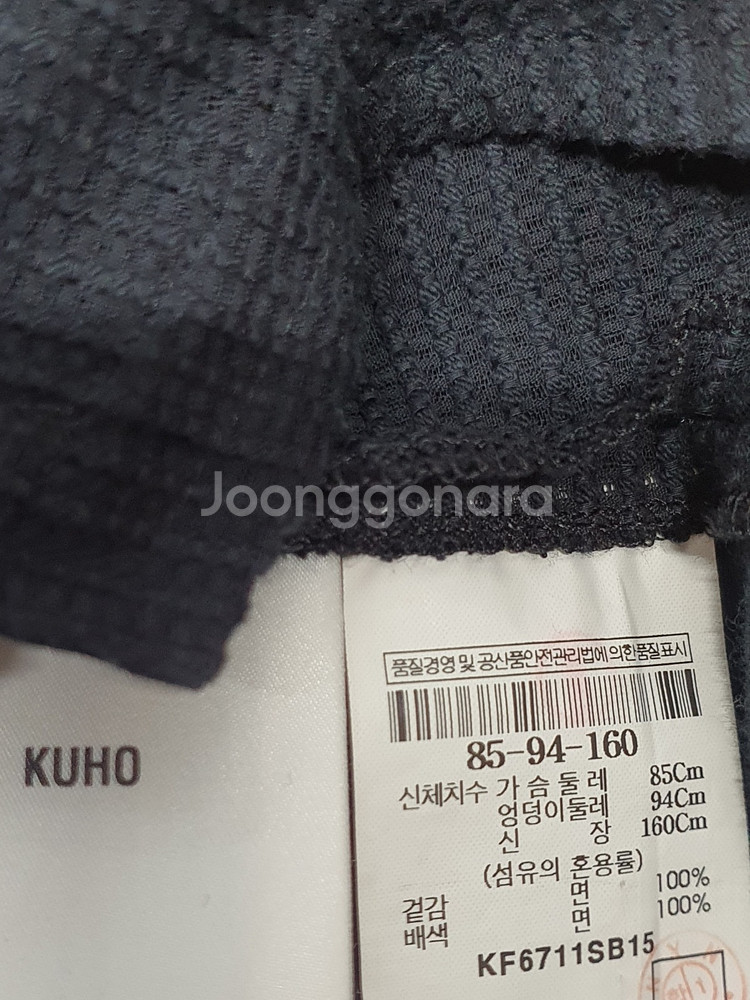 Joonggonara
KUHO
품질경영 및 공산품안전관리법에 의한품질표시
85-94-160
신체치수 가 슴 둘 레 85Cm
엉덩이둘레 94Cm
신 장 160Cm
(섬유의 혼용률)
겉감 면 100%
배색 면 100%
KF6711SB15